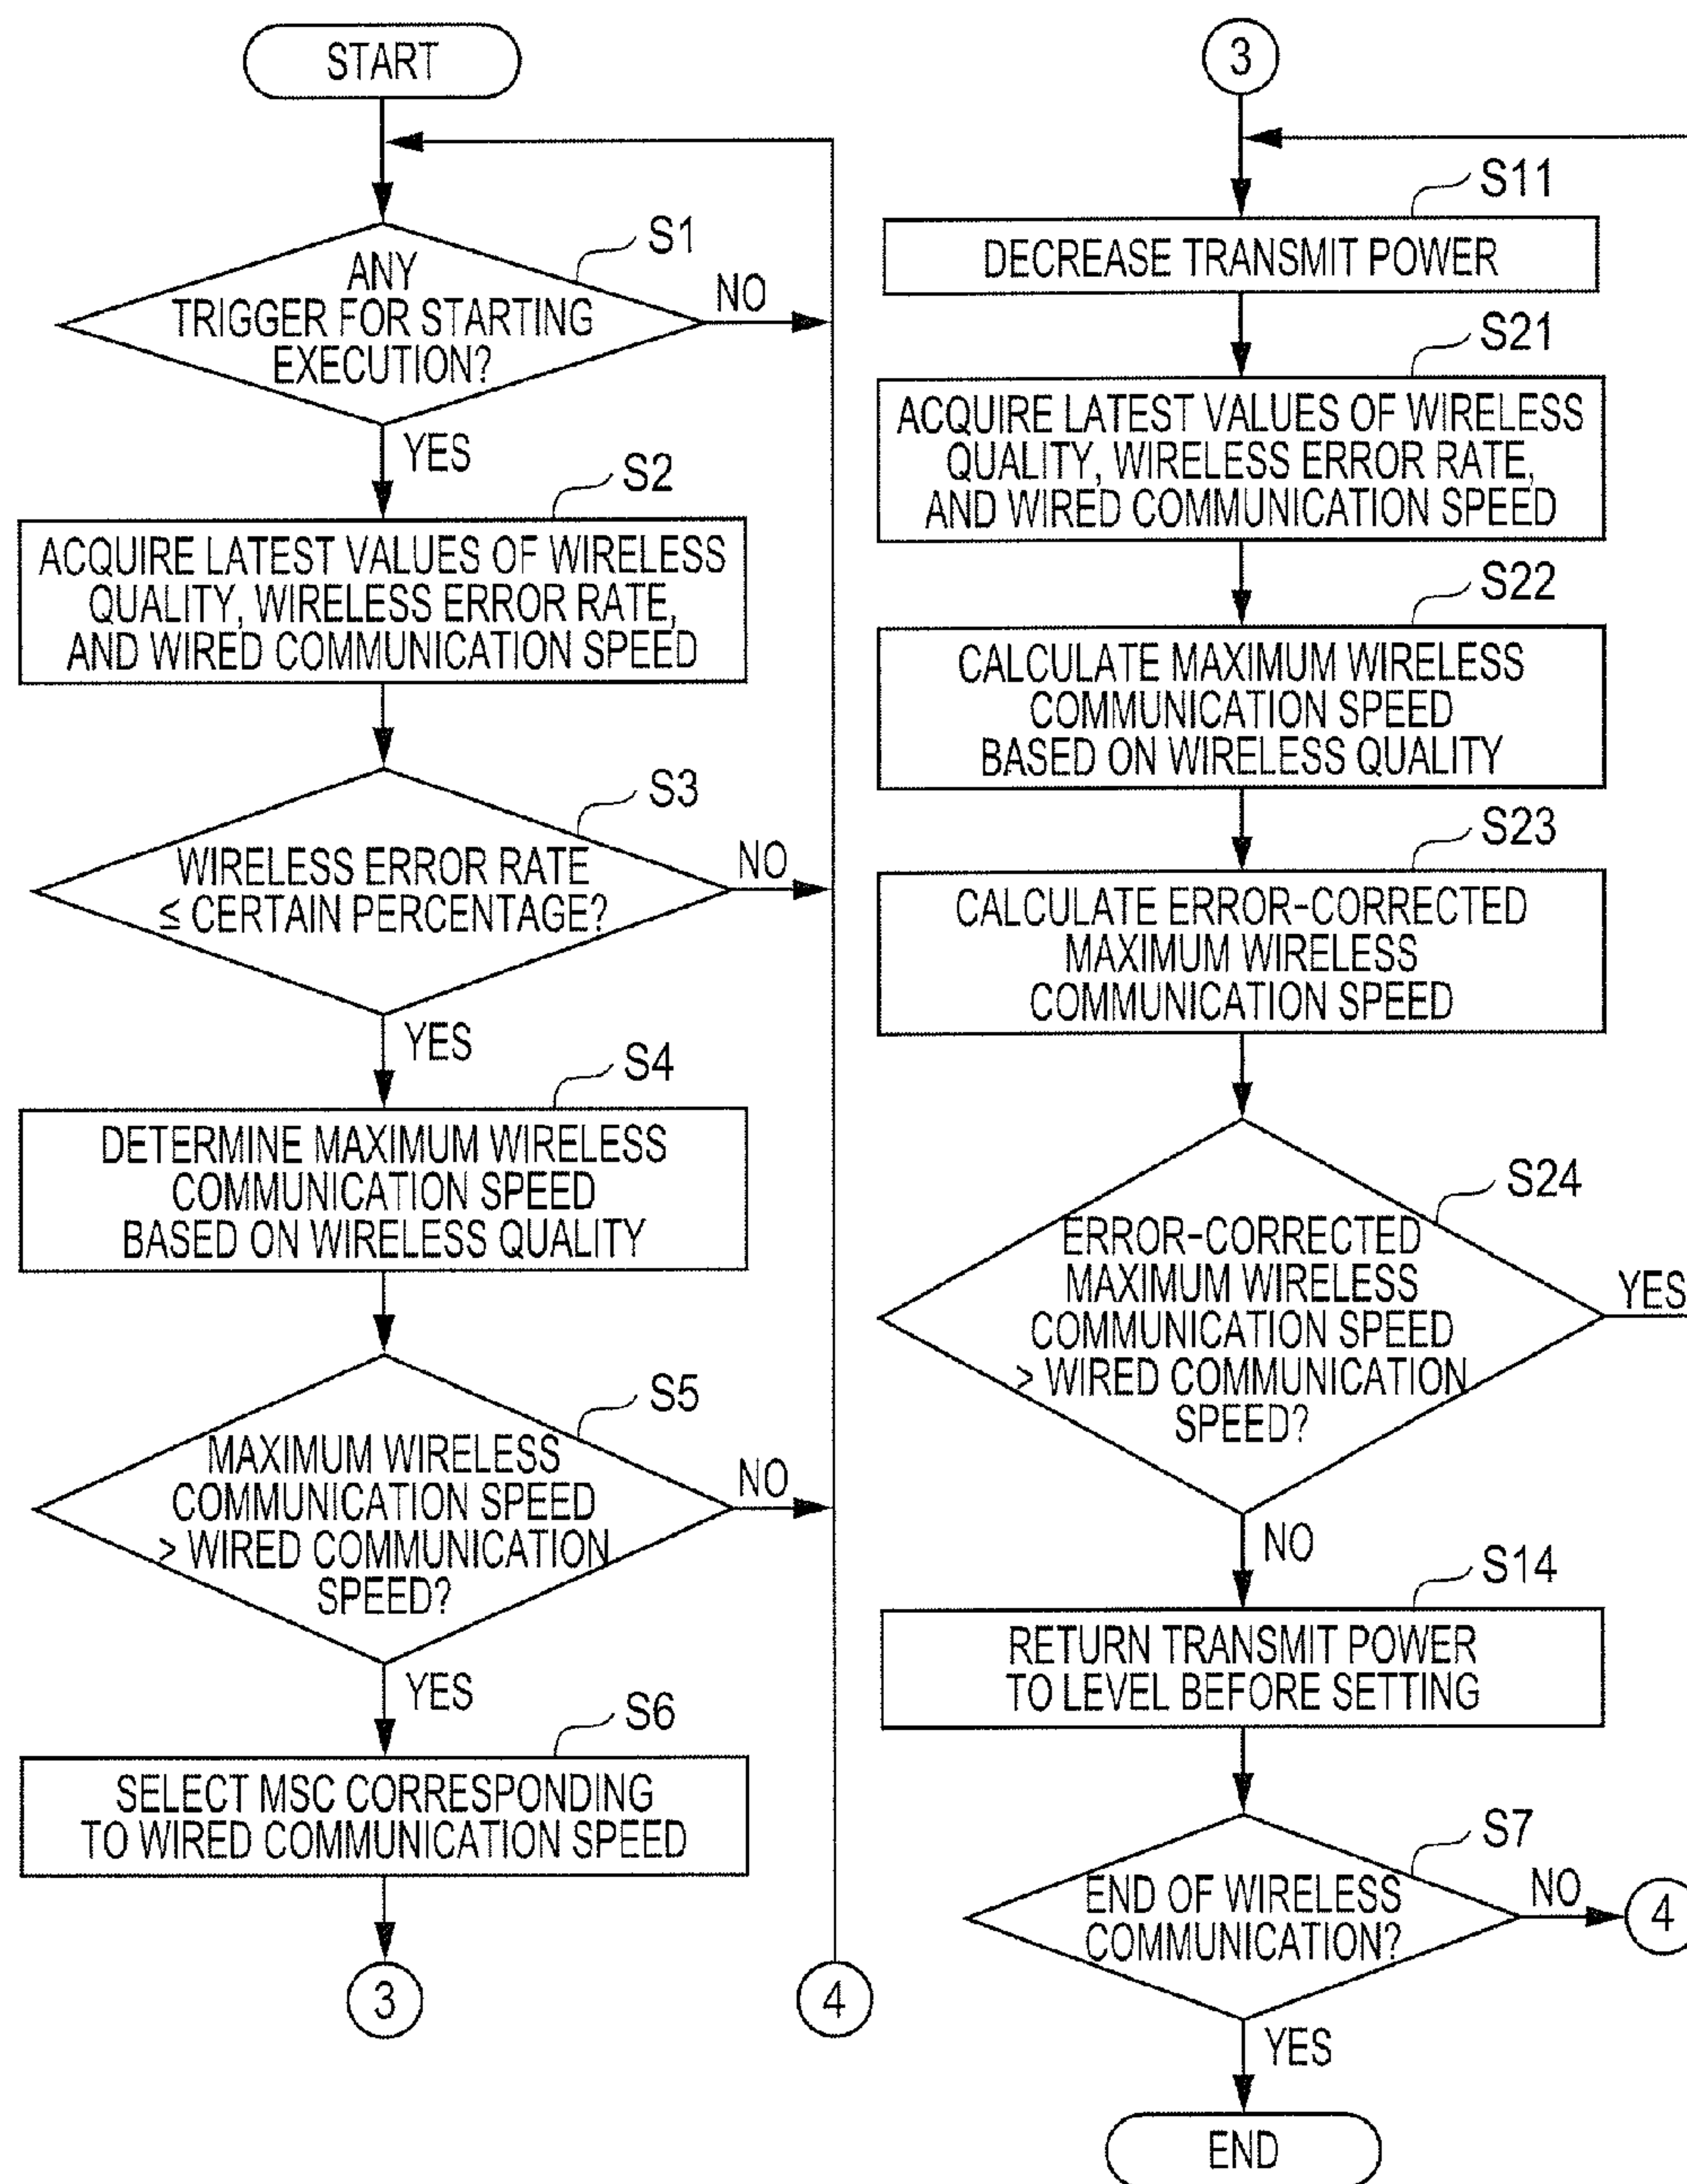 START
S1
ANY
TRIGGER FOR STARTING
EXECUTION?
NO
YES
S2
ACQUIRE LATEST VALUES OF WIRELESS
QUALITY, WIRELESS ERROR RATE,
AND WIRED COMMUNICATION SPEED
S3
WIRELESS ERROR RATE
≤ CERTAIN PERCENTAGE?
NO
YES
S4
DETERMINE MAXIMUM WIRELESS
COMMUNICATION SPEED
BASED ON WIRELESS QUALITY
S5
MAXIMUM WIRELESS
COMMUNICATION SPEED
> WIRED COMMUNICATION
SPEED?
NO
YES
S6
SELECT MSC CORRESPONDING
TO WIRED COMMUNICATION SPEED
3
4
3
S11
DECREASE TRANSMIT POWER
S21
ACQUIRE LATEST VALUES OF WIRELESS
QUALITY, WIRELESS ERROR RATE,
AND WIRED COMMUNICATION SPEED
S22
CALCULATE MAXIMUM WIRELESS
COMMUNICATION SPEED
BASED ON WIRELESS QUALITY
S23
CALCULATE ERROR-CORRECTED
MAXIMUM WIRELESS
COMMUNICATION SPEED
S24
ERROR-CORRECTED
MAXIMUM WIRELESS
COMMUNICATION SPEED
> WIRED COMMUNICATION
SPEED?
YES
NO
S14
RETURN TRANSMIT POWER
TO LEVEL BEFORE SETTING
S7
END OF WIRELESS
COMMUNICATION?
NO
4
YES
END